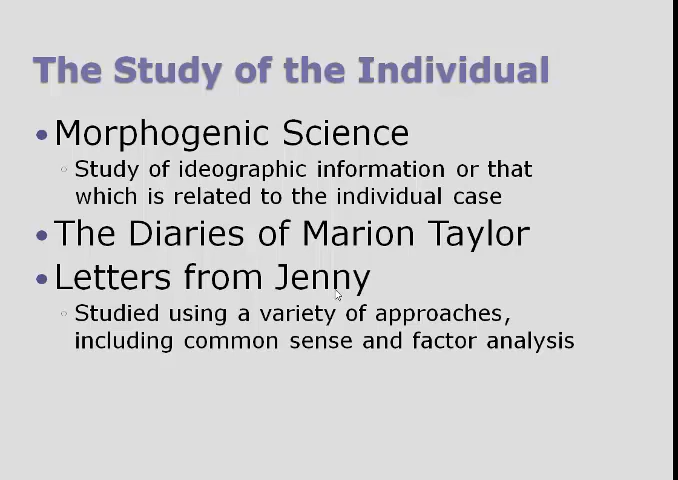 The Study of the Individual
• Morphogenic Science
◦ Study of ideographic information or that
which is related to the individual case
• The Diaries of Marion Taylor
• Letters from Jenny
◦ Studied using a variety of approaches,
including common sense and factor analysis